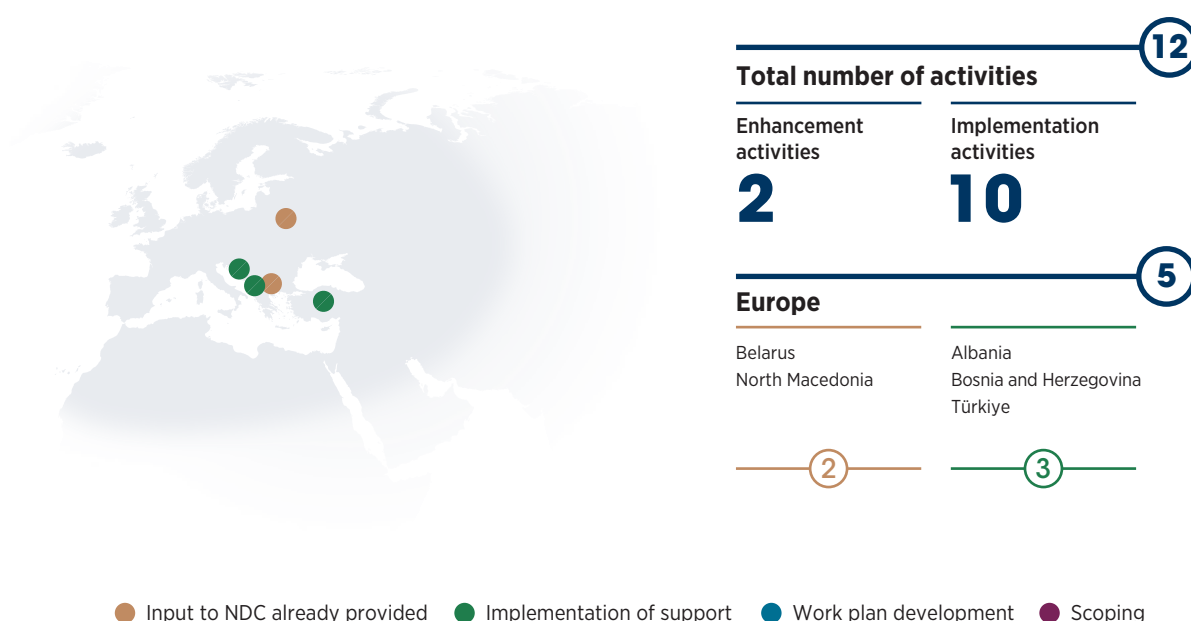 12
Total number of activities
Enhancement
activities
2
Implementation
activities
10
5
Europe
Belarus
North Macedonia
Albania
Bosnia and Herzegovina
Türkiye
2
3
Input to NDC already provided
Implementation of support
Work plan development
Scoping